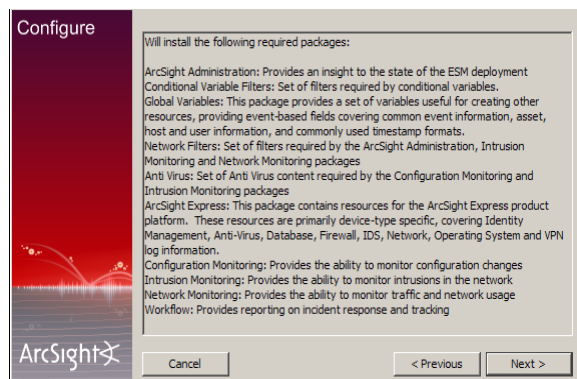 Configure
Will install the following required packages:
ArcSight Administration: Provides an insight to the state of the ESM deployment
Conditional Variable Filters: Set of filters required by conditional variables.
Global Variables: This package provides a set of variables useful for creating other
resources, providing event-based fields covering common event information, asset,
host and user information, and commonly used timestamp formats.
Network Filters: Set of filters required by the ArcSight Administration, Intrusion
Monitoring and Network Monitoring packages
Anti Virus: Set of Anti Virus content required by the Configuration Monitoring and
Intrusion Monitoring packages
ArcSight Express: This package contains resources for the ArcSight Express product
platform.  These resources are primarily device-type specific, covering Identity
Management, Anti-Virus, Database, Firewall, IDS, Network, Operating System and VPN
log information.
Configuration Monitoring: Provides the ability to monitor configuration changes
Intrusion Monitoring: Provides the ability to monitor intrusions in the network
Network Monitoring: Provides the ability to monitor traffic and network usage
Workflow: Provides reporting on incident response and tracking
ArcSight
Cancel
< Previous
Next >